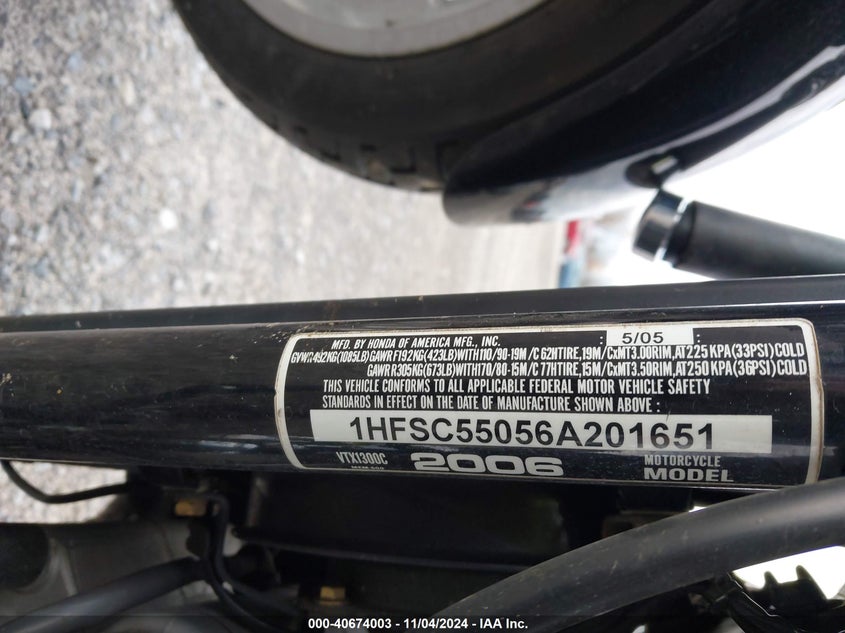 MFD. BY HONDA OF AMERICA MFG., INC. : 5/05 :
GVWR492KG(1085LB)GAWR F192KG(423LB)WITH110/90-19M/C 62HTIRE,19M/CxMT3.00RIM,AT225 KPA(33PSI)COLD
GAWR R305KG(673LB)WITH170/80-15M/C 77HTIRE,15M/CxMT3.50RIM,AT250 KPA(36PSI)COLD
THIS VEHICLE CONFORMS TO ALL APPLICABLE FEDERAL MOTOR VEHICLE SAFETY
STANDARDS IN EFFECT ON THE DATE OF MANUFACTURE SHOWN ABOVE :
1HFSC55056A201651
VTX1300C 2006 MOTORCYCLE
MODEL
000-40674003 - 11/04/2024 - IAA Inc.